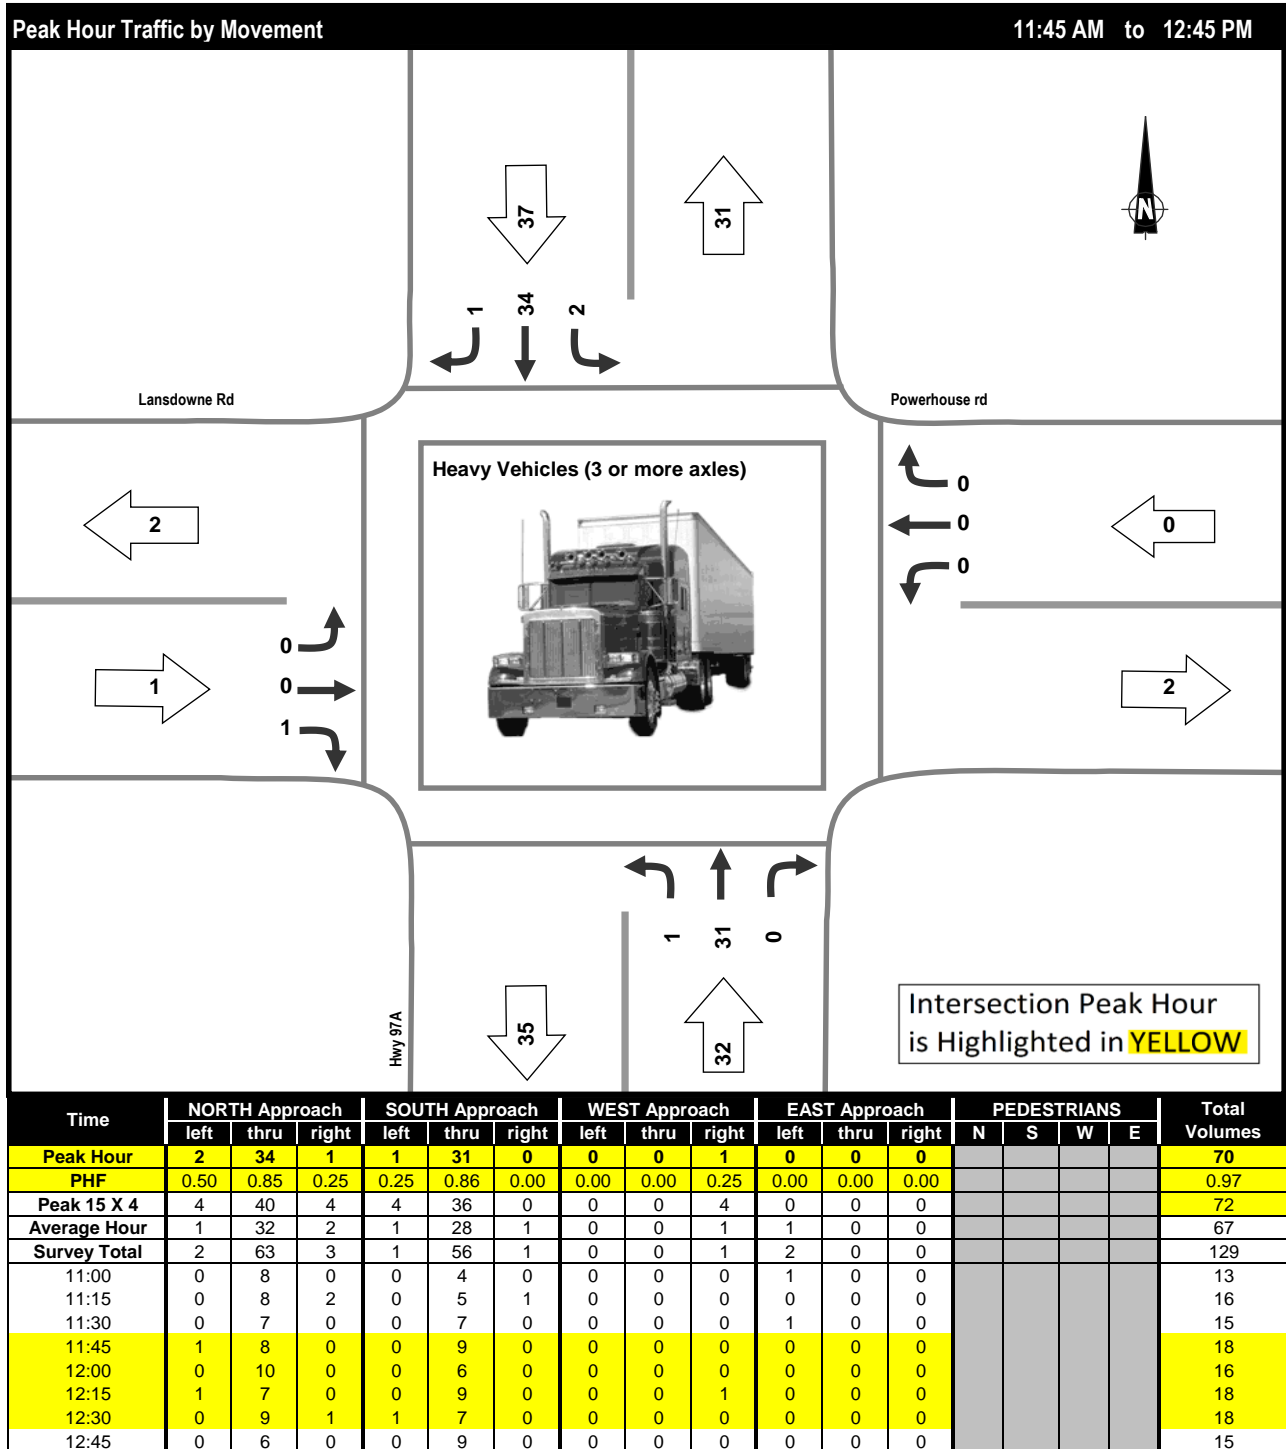 Peak Hour Traffic by Movement 11:45 AM to 12:45 PM
37 31
1 34 2
N
Lansdowne Rd Powerhouse rd
Heavy Vehicles (3 or more axles)
0
2 0 0
0
0
1 0 2
1
1 31 0
Hwy 97A 35 32
Intersection Peak Hour
is Highlighted in YELLOW
Time NORTH Approach SOUTH Approach WEST Approach EAST Approach PEDESTRIANS Total Volumes
left thru right left thru right left thru right left thru right N S W E
Peak Hour 2 34 1 1 31 0 0 0 1 0 0 0 70
PHF 0.50 0.85 0.25 0.25 0.86 0.00 0.00 0.00 0.25 0.00 0.00 0.00 0.97
Peak 15 X 4 4 40 4 4 36 0 0 0 4 0 0 0 72
Average Hour 1 32 2 1 28 1 0 0 1 1 0 0 67
Survey Total 2 63 3 1 56 1 0 0 1 2 0 0 129
11:00 0 8 0 0 4 0 0 0 0 1 0 0 13
11:15 0 8 2 0 5 1 0 0 0 0 0 0 16
11:30 0 7 0 0 7 0 0 0 0 1 0 0 15
11:45 1 8 0 0 9 0 0 0 0 0 0 0 18
12:00 0 10 0 0 6 0 0 0 0 0 0 0 16
12:15 1 7 0 0 9 0 0 0 1 0 0 0 18
12:30 0 9 1 1 7 0 0 0 0 0 0 0 18
12:45 0 6 0 0 9 0 0 0 0 0 0 0 15